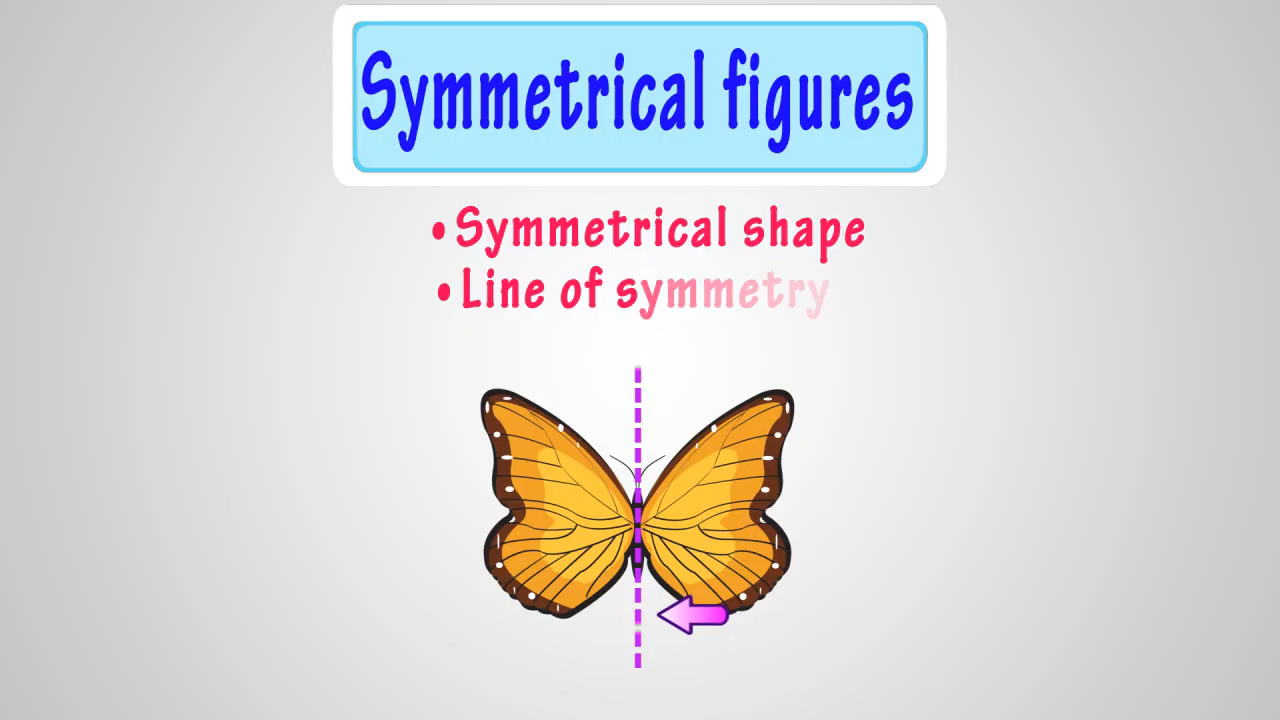 Symmetrical figures
• Symmetrical shape
• Line of symmetry